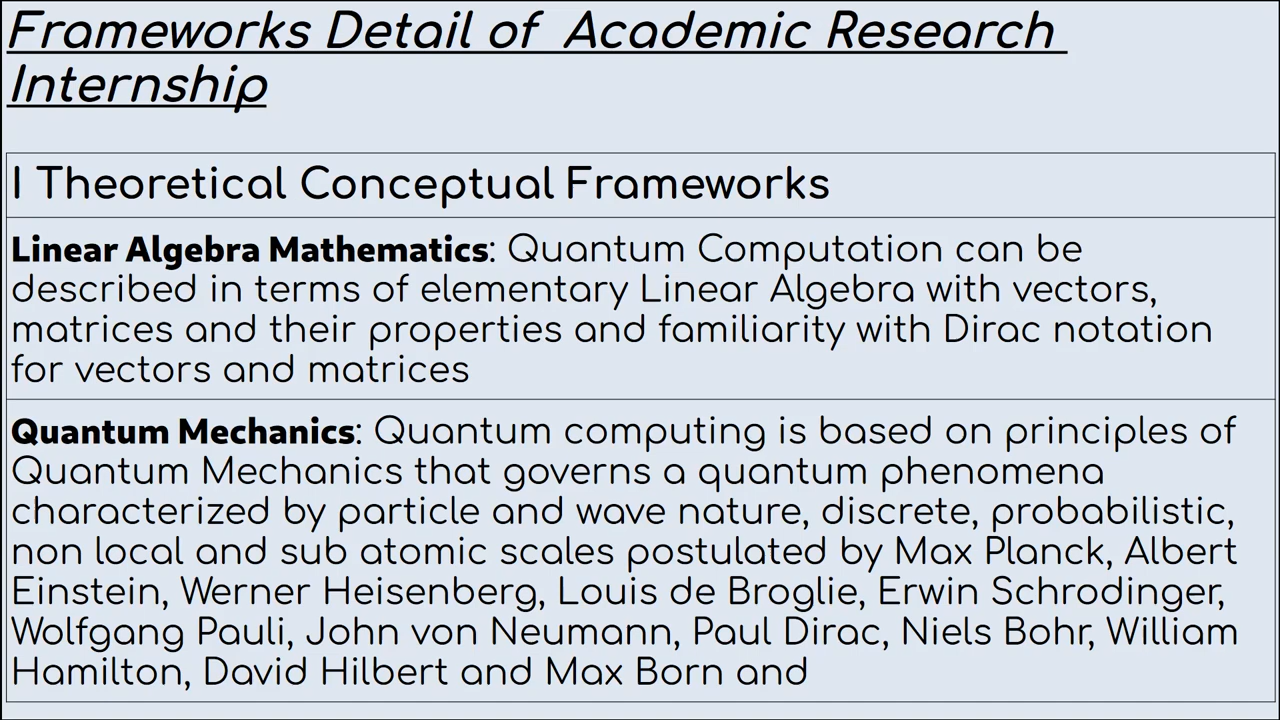 Frameworks Detail of Academic Research
Internship
I Theoretical Conceptual Frameworks
Linear Algebra Mathematics: Quantum Computation can be
described in terms of elementary Linear Algebra with vectors,
matrices and their properties and familiarity with Dirac notation
for vectors and matrices
Quantum Mechanics: Quantum computing is based on principles of
Quantum Mechanics that governs a quantum phenomena
characterized by particle and wave nature, discrete, probabilistic,
non local and sub atomic scales postulated by Max Planck, Albert
Einstein, Werner Heisenberg, Louis de Broglie, Erwin Schrodinger,
Wolfgang Pauli, John von Neumann, Paul Dirac, Niels Bohr, William
Hamilton, David Hilbert and Max Born and